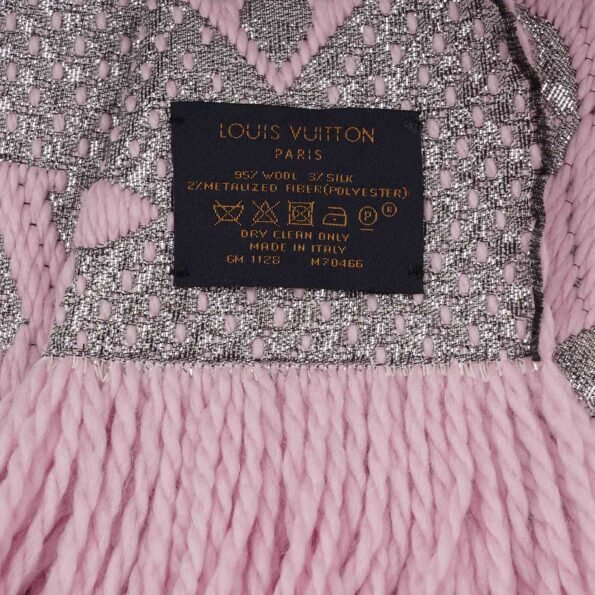 LOUIS VUITTON
PARIS
95% WOOL 3% SILK
2%METALIZED FIBER(POLYESTER)
P®
DRY CLEAN ONLY
MADE IN ITALY
GM 1128 M70466